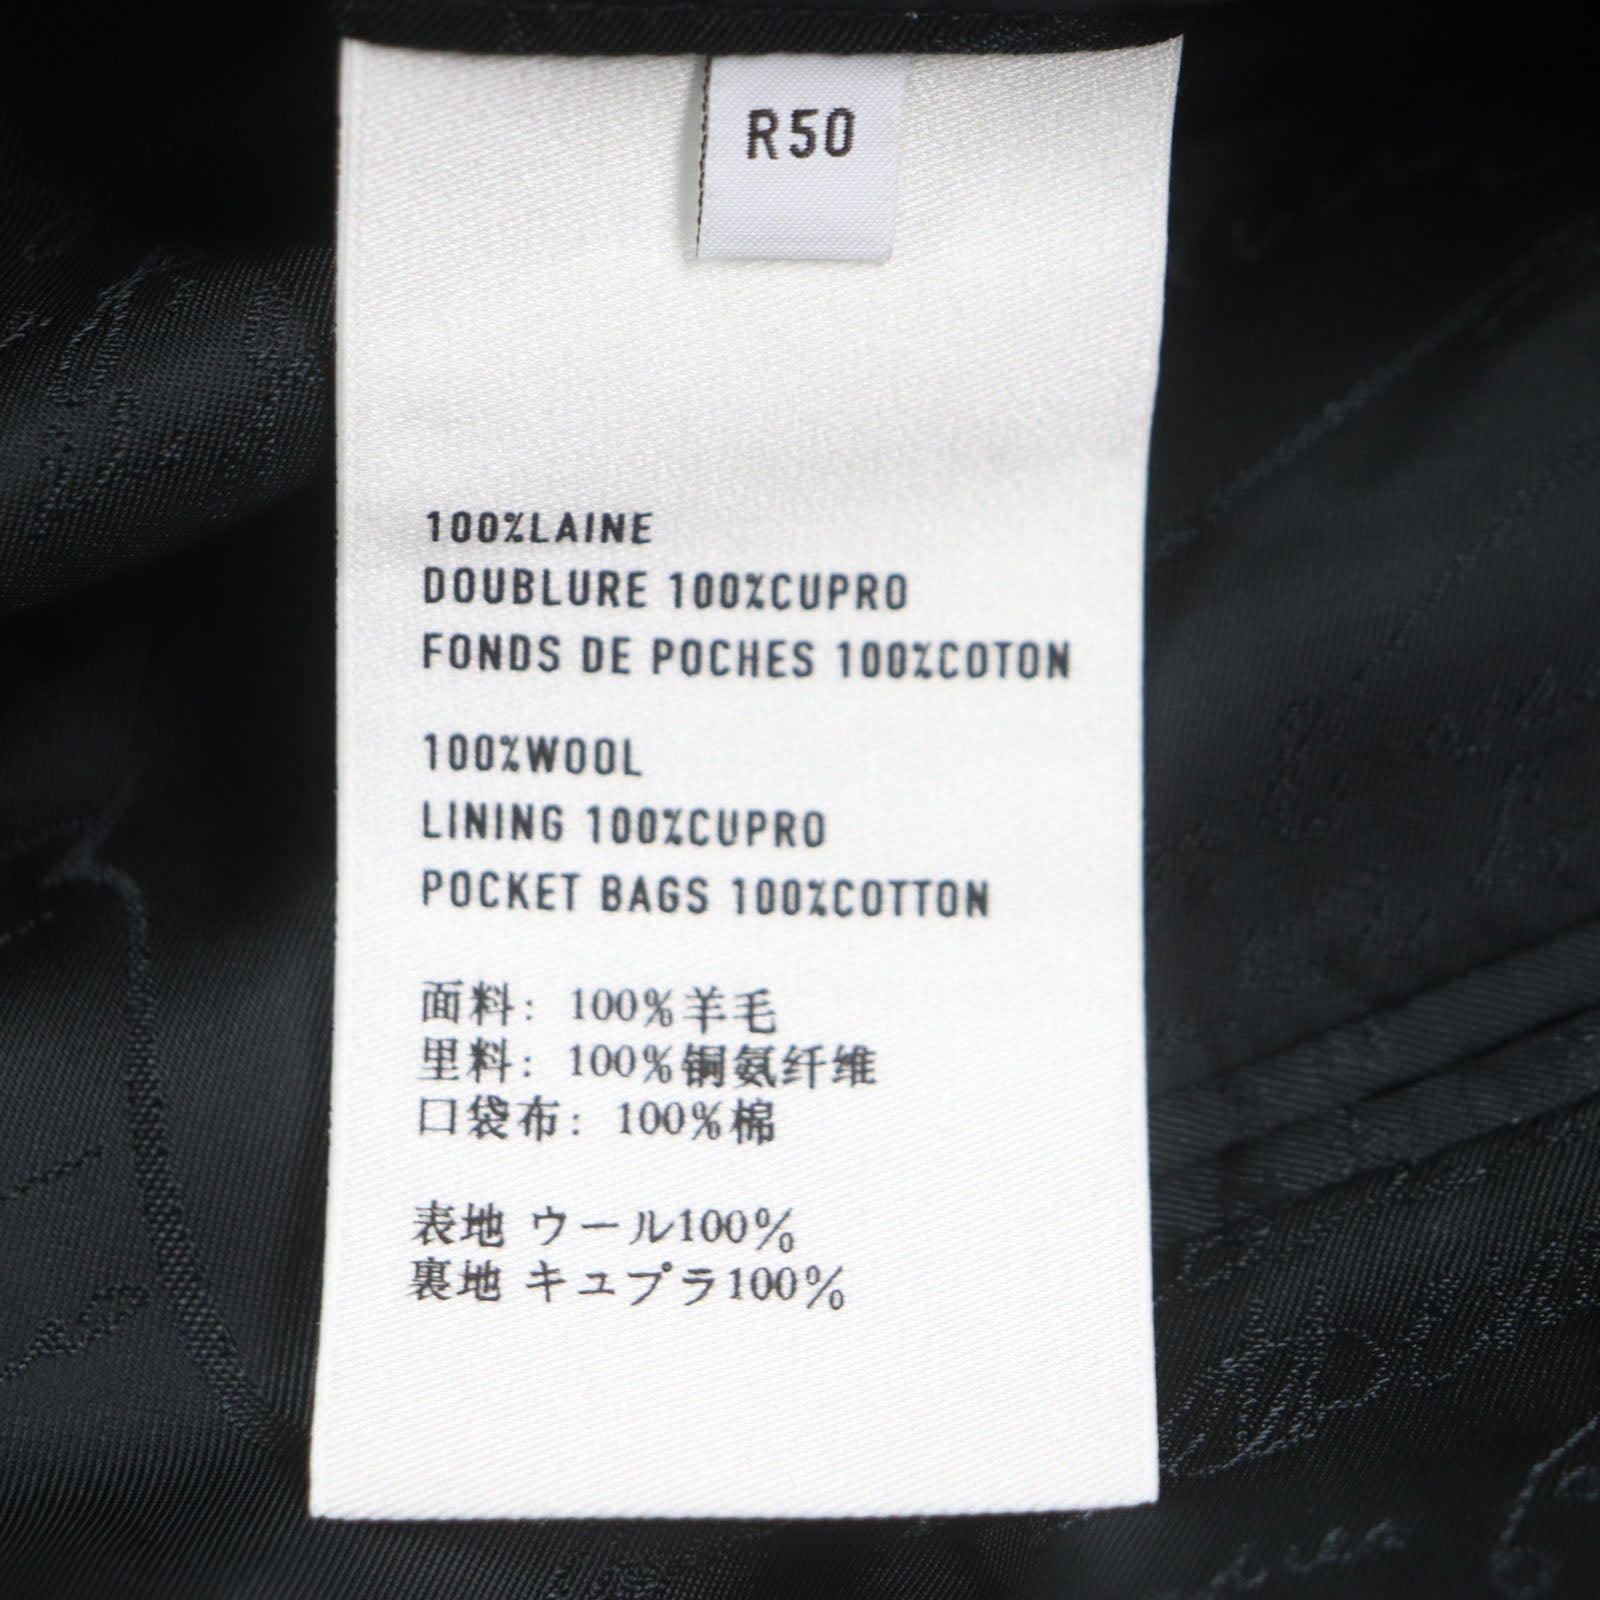 R50
100%LAINE
DOUBLURE 100%CUPRO
FONDS DE POCHES 100%COTON
100%WOOL
LINING 100%CUPRO
POCKET BAGS 100%COTTON
面料: 100%羊毛
里料: 100%铜氨纤维
口袋布: 100%棉
表地 ウール100%
裏地 キュプラ100%